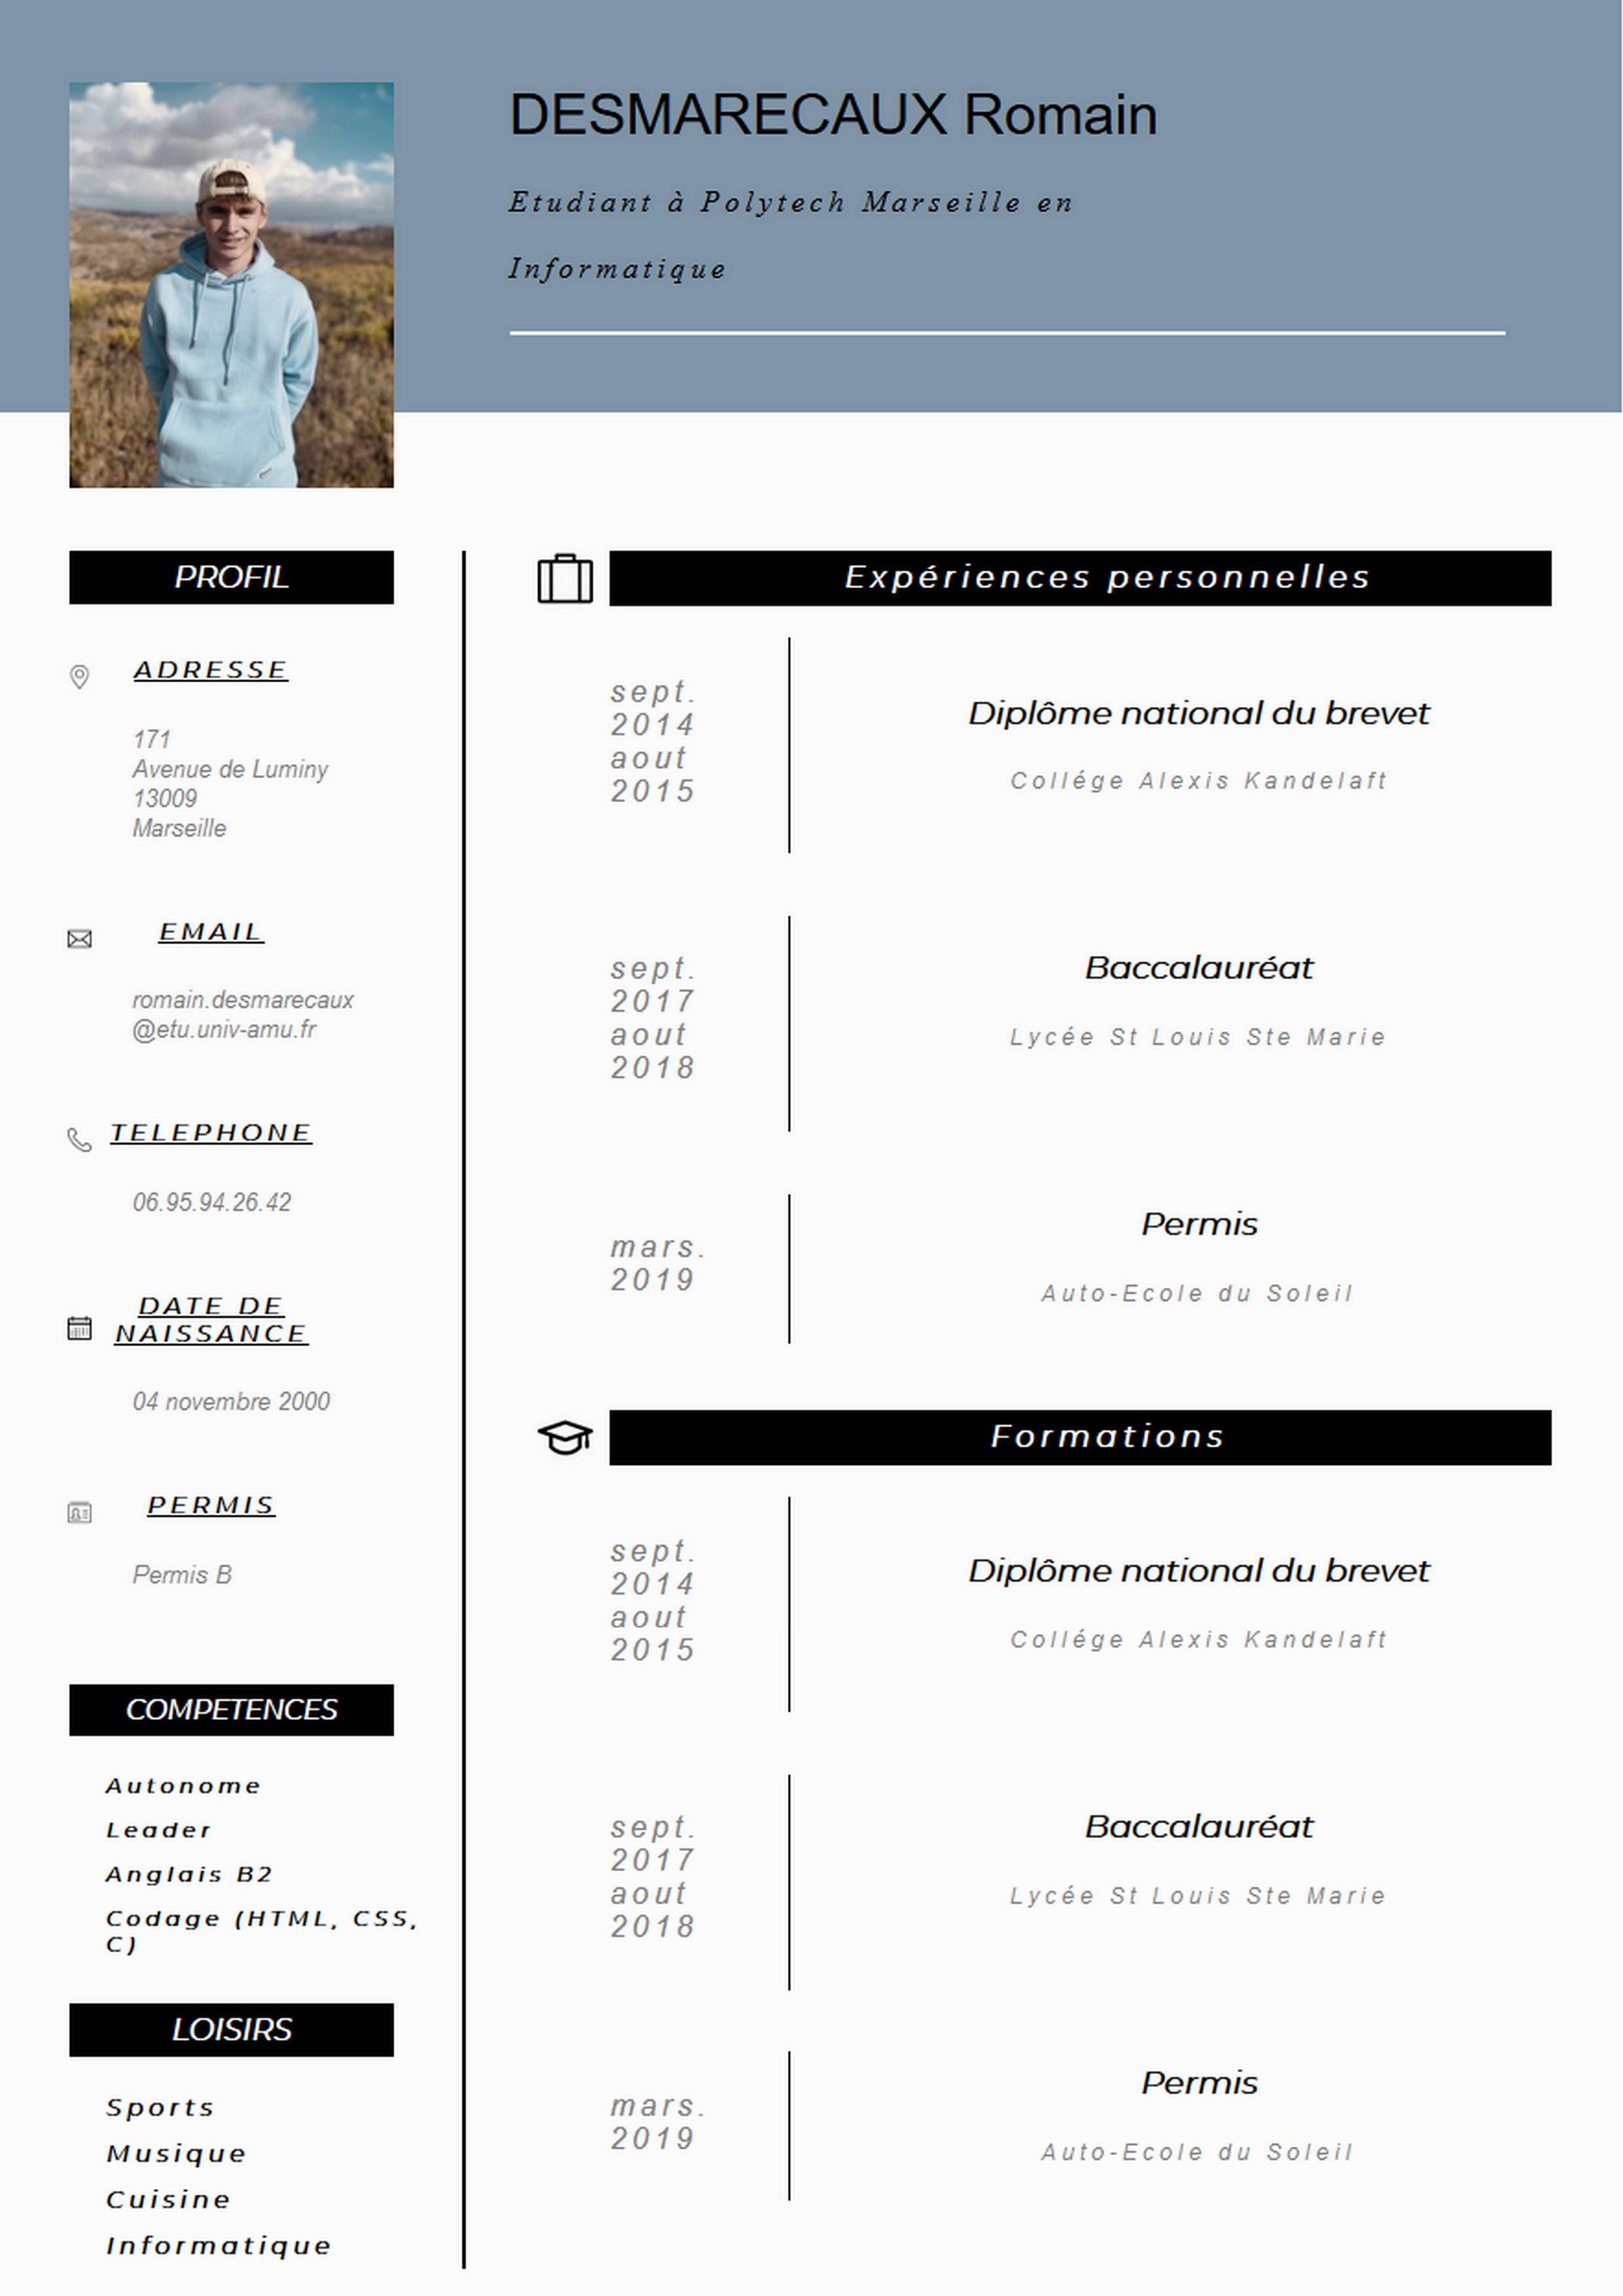 DESMARECAUX Romain
Etudiant à Polytech Marseille en
Informatique
PROFIL
ADRESSE
171
Avenue de Luminy
13009
Marseille
EMAIL
romain.desmarecaux
@etu.univ-amu.fr
TELEPHONE
06.95.94.26.42
DATE DE
NAISSANCE
04 novembre 2000
PERMIS
Permis B
COMPETENCES
Autonome
Leader
Anglais B2
Codage (HTML, CSS,
C)
LOISIRS
Sports
Musique
Cuisine
Informatique
Expériences personnelles
sept.
2014
aout
2015
Diplôme national du brevet
Collége Alexis Kandelaft
sept.
2017
aout
2018
Baccalauréat
Lycée St Louis Ste Marie
mars.
2019
Permis
Auto-Ecole du Soleil
Formations
sept.
2014
aout
2015
Diplôme national du brevet
Collége Alexis Kandelaft
sept.
2017
aout
2018
Baccalauréat
Lycée St Louis Ste Marie
mars.
2019
Permis
Auto-Ecole du Soleil